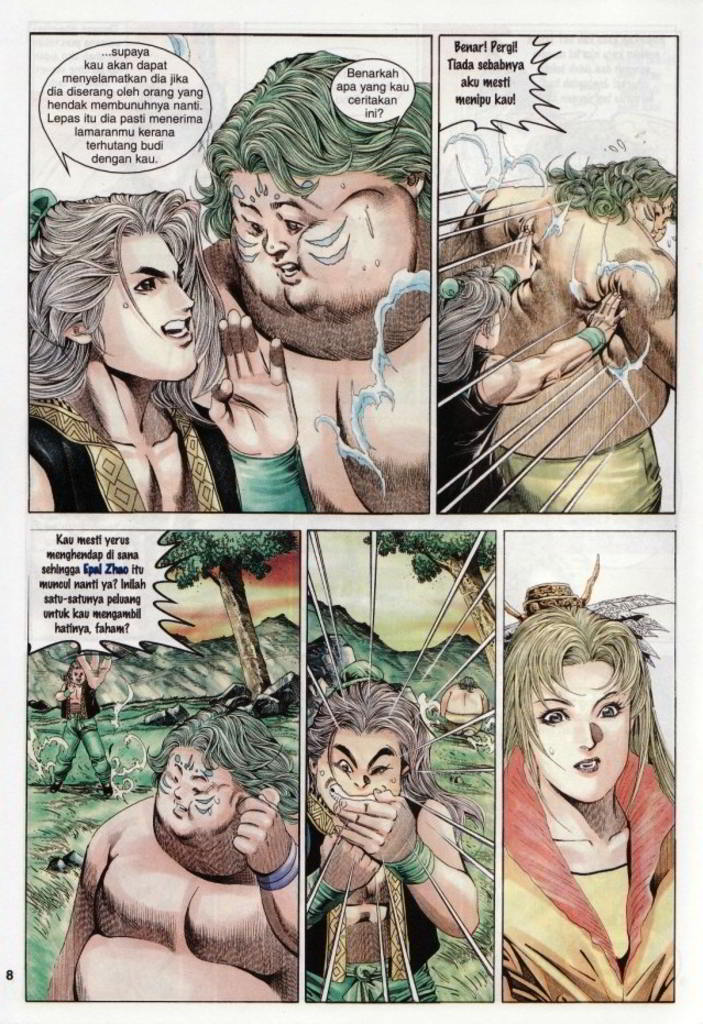 ...supaya
kau akan dapat
menyelamatkan dia jika
dia diserang oleh orang yang
hendak membunuhnya nanti.
Lepas itu dia pasti menerima
lamaranmu kerana
terhutang budi
dengan kau.
Benarkah
apa yang kau
ceritakan
ini?
Benar! Pergi!
Tiada sebabnya
aku mesti
menipu kau!
Kau mesti yerus
menghendap di sana
sehingga Epal Zhao itu
muncul nanti ya? Inilah
satu-satunya peluang
untuk kau mengambil
hatinya, faham?
8